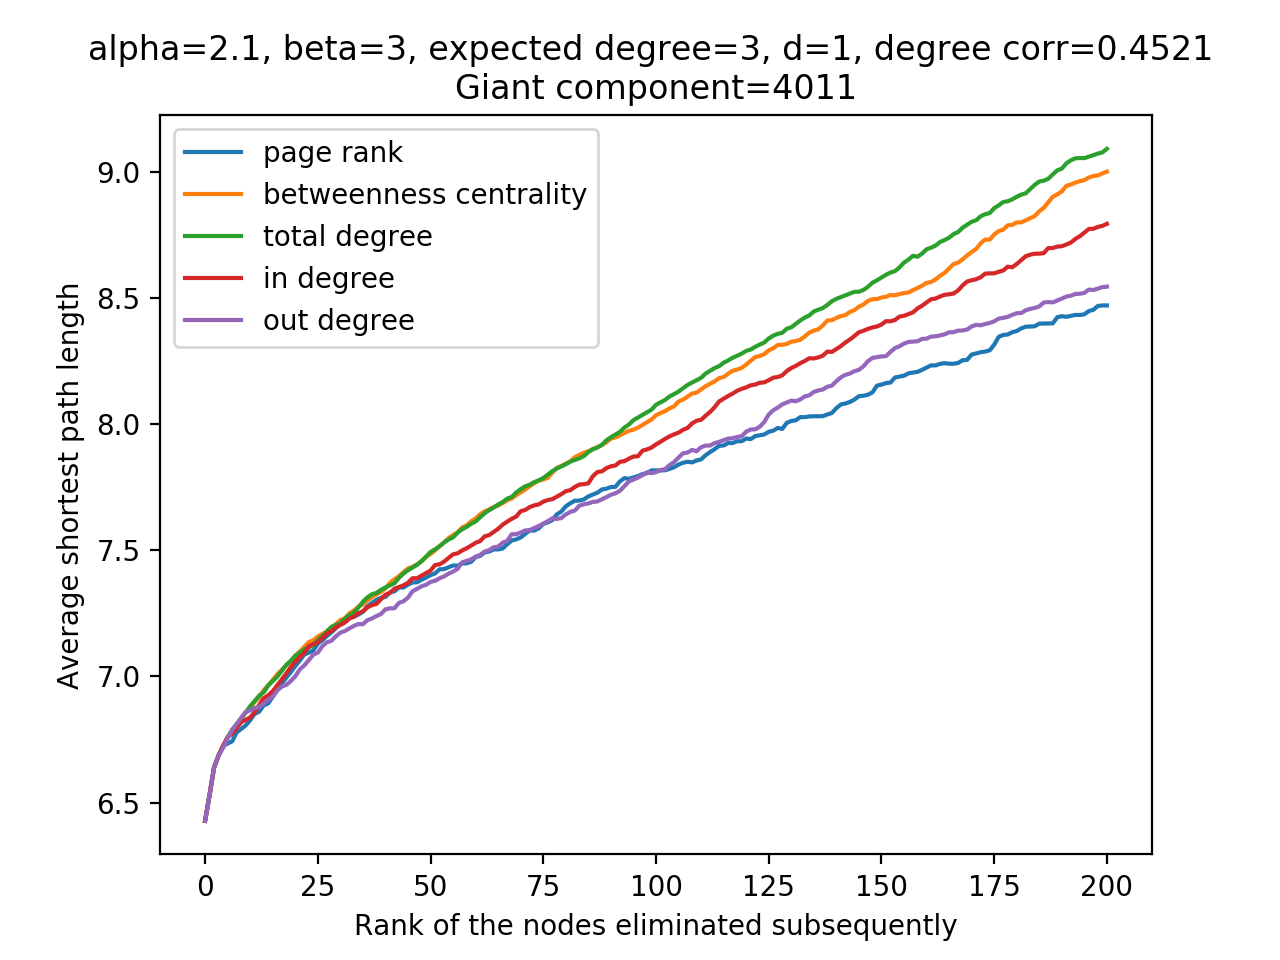 alpha=2.1, beta=3, expected degree=3, d=1, degree corr=0.4521
Giant component=4011
page rank
betweenness centrality
total degree
in degree
out degree
Average shortest path length
9.0
8.5
8.0
7.5
7.0
6.5
0 25 50 75 100 125 150 175 200
Rank of the nodes eliminated subsequently